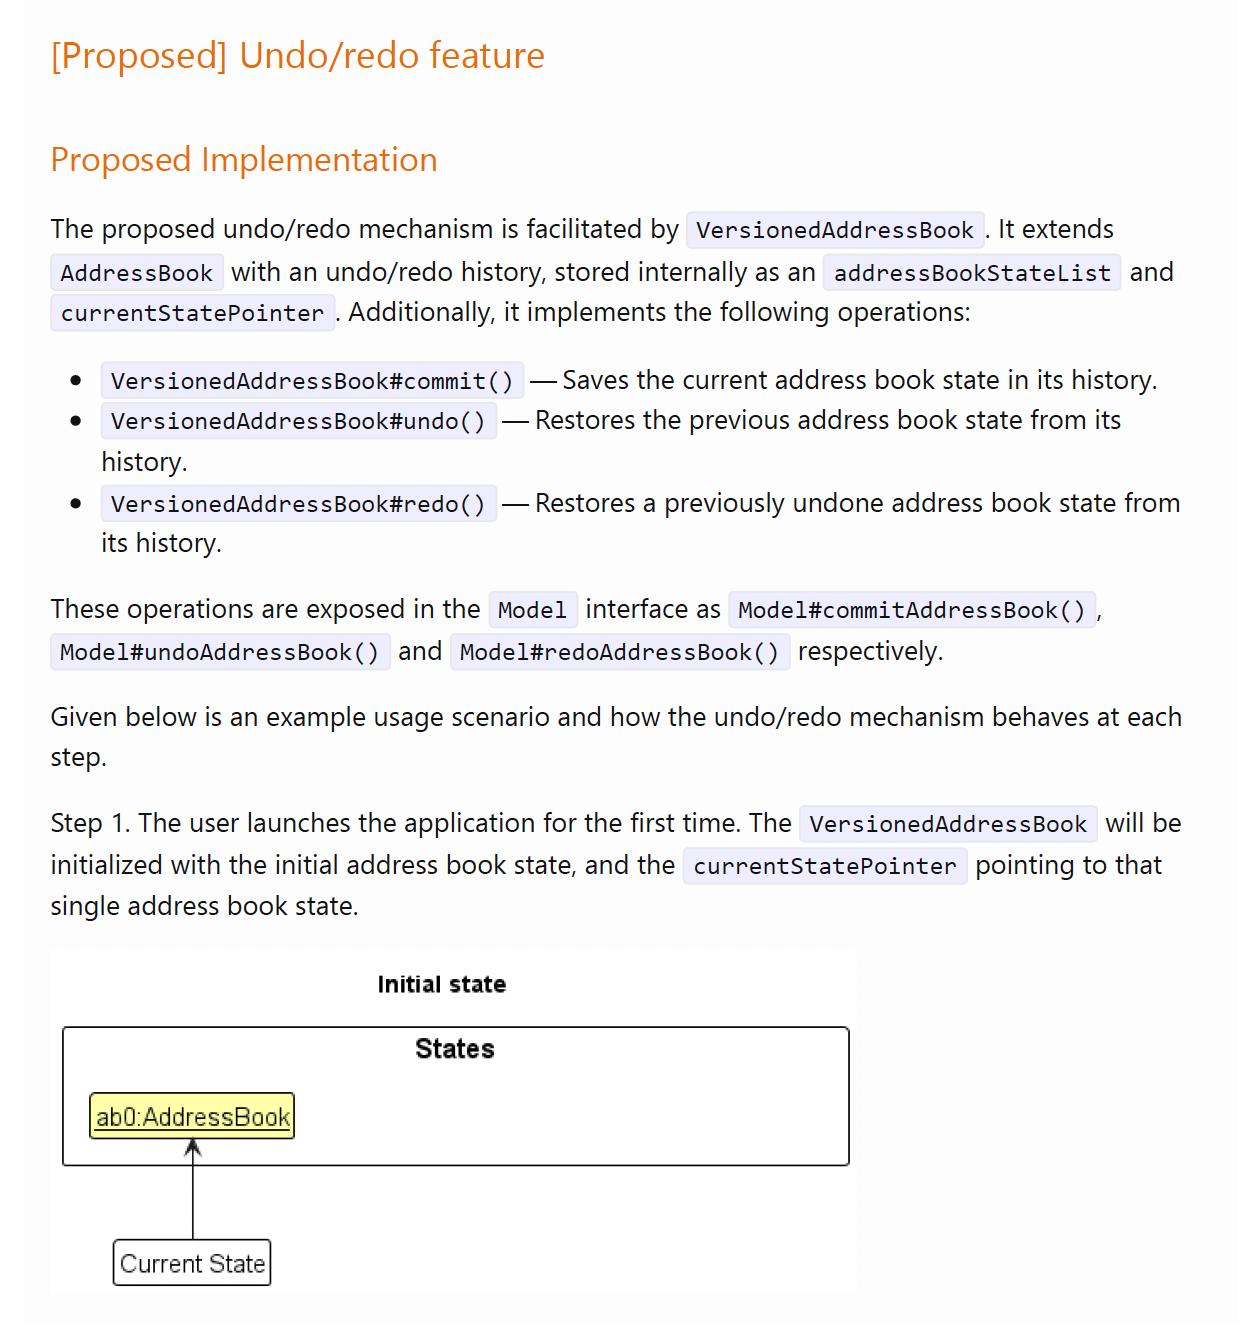 [Proposed] Undo/redo feature
Proposed Implementation
The proposed undo/redo mechanism is facilitated by VersionedAddressBook. It extends
AddressBook with an undo/redo history, stored internally as an addressBookStateList and
currentStatePointer. Additionally, it implements the following operations:
• VersionedAddressBook#commit() — Saves the current address book state in its history.
• VersionedAddressBook#undo() — Restores the previous address book state from its
history.
• VersionedAddressBook#redo() — Restores a previously undone address book state from
its history.
These operations are exposed in the Model interface as Model#commitAddressBook(),
Model#undoAddressBook() and Model#redoAddressBook() respectively.
Given below is an example usage scenario and how the undo/redo mechanism behaves at each
step.
Step 1. The user launches the application for the first time. The VersionedAddressBook will be
initialized with the initial address book state, and the currentStatePointer pointing to that
single address book state.
Initial state
States
ab0:AddressBook
Current State